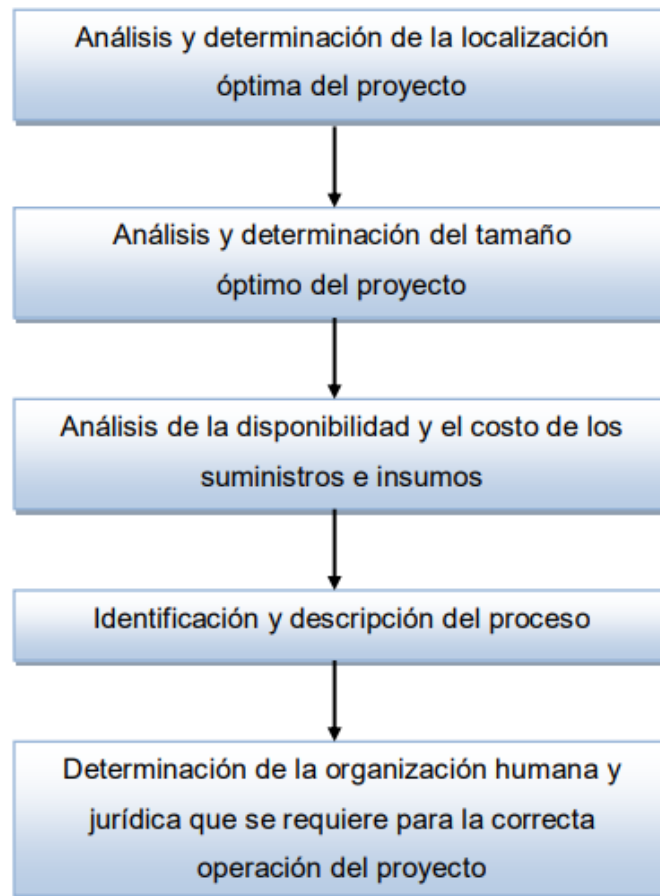 Análisis y determinación de la localización
óptima del proyecto
Análisis y determinación del tamaño
óptimo del proyecto
Análisis de la disponibilidad y el costo de los
suministros e insumos
Identificación y descripción del proceso
Determinación de la organización humana y
jurídica que se requiere para la correcta
operación del proyecto